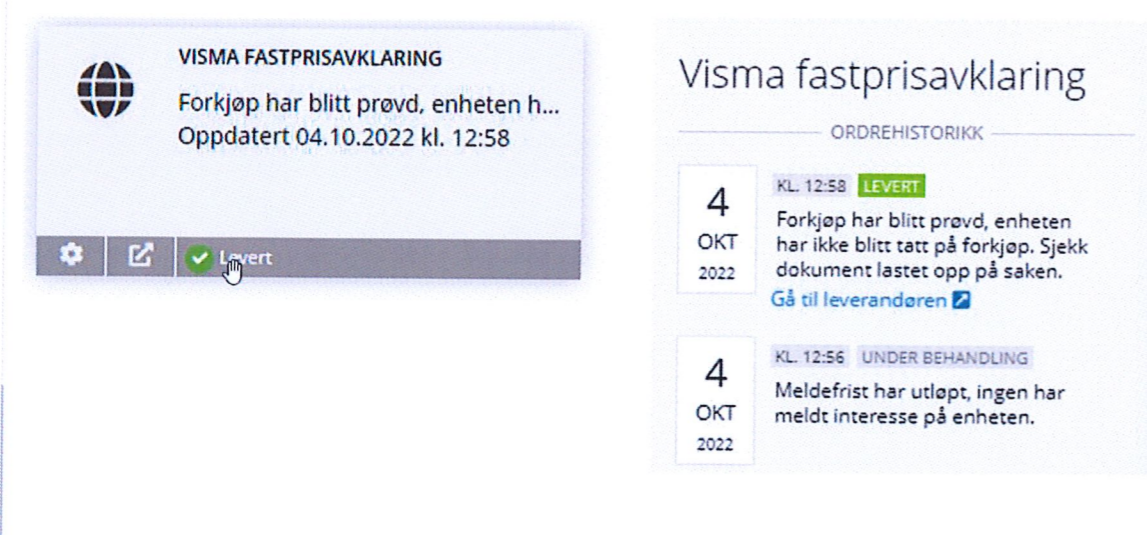 VISMA FASTPRISAVKLARING
Forkjøp har blitt prøvd, enheten h...
Oppdatert 04.10.2022 kl. 12:58
Levert
Visma fastprisavklaring
ORDREHISTORIKK
4
OKT
2022
KL. 12:58 LEVERT
Forkjøp har blitt prøvd, enheten
har ikke blitt tatt på forkjøp. Sjekk
dokument lastet opp på saken.
Gå til leverandøren
4
OKT
2022
KL. 12:56 UNDER BEHANDLING
Meldefrist har utløpt, ingen har
meldt interesse på enheten.